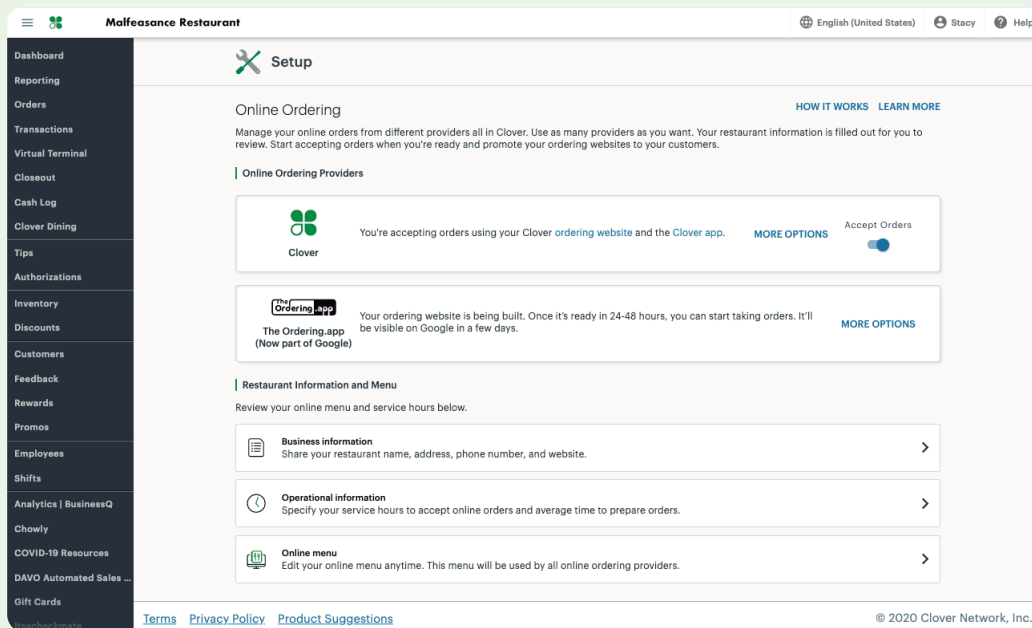 Malfeasance Restaurant
English (United States)
Stacy
Help
Dashboard
Reporting
Orders
Transactions
Virtual Terminal
Closeout
Cash Log
Clover Dining
Tips
Authorizations
Inventory
Discounts
Customers
Feedback
Rewards
Promos
Employees
Shifts
Analytics | BusinessQ
Chowly
COVID-19 Resources
DAVO Automated Sales ...
Gift Cards
Itsacheckmate
Setup
Online Ordering
HOW IT WORKS LEARN MORE
Manage your online orders from different providers all in Clover. Use as many providers as you want. Your restaurant information is filled out for you to
review. Start accepting orders when you're ready and promote your ordering websites to your customers.
Online Ordering Providers
Clover
You're accepting orders using your Clover ordering website and the Clover app.
MORE OPTIONS
Accept Orders
The
Ordering.app
The Ordering.app
(Now part of Google)
Your ordering website is being built. Once it's ready in 24-48 hours, you can start taking orders. It'll
be visible on Google in a few days.
MORE OPTIONS
Restaurant Information and Menu
Review your online menu and service hours below.
Business information
Share your restaurant name, address, phone number, and website.
Operational information
Specify your service hours to accept online orders and average time to prepare orders.
Online menu
Edit your online menu anytime. This menu will be used by all online ordering providers.
Terms Privacy Policy Product Suggestions
© 2020 Clover Network, Inc.